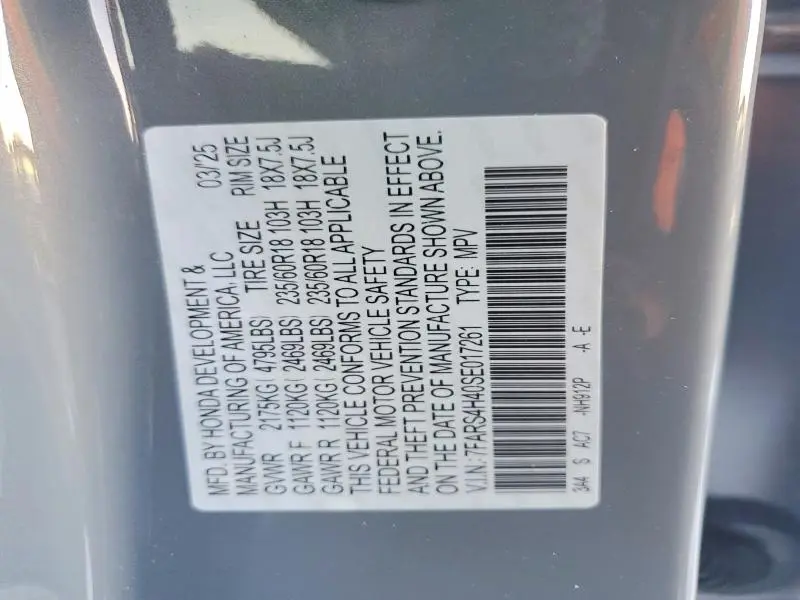 MFD. BY HONDA DEVELOPMENT & 03/'25
MANUFACTURING OF AMERICA, LLC
TIRE SIZE RIM SIZE
GVWR 2175KG ( 4795LBS)
GAWR F 1120KG ( 2469LBS) 235/60R18 103H 18X7.5J
GAWR R 1120KG ( 2469LBS) 235/60R18 103H 18X7.5J
THIS VEHICLE CONFORMS TO ALL APPLICABLE
FEDERAL MOTOR VEHICLE SAFETY
AND THEFT PREVENTION STANDARDS IN EFFECT
ON THE DATE OF MANUFACTURE SHOWN ABOVE.
V.I.N.: 7FARS4H40SE017261 TYPE: MPV
3H4 S AC7 -NH912P -A -E